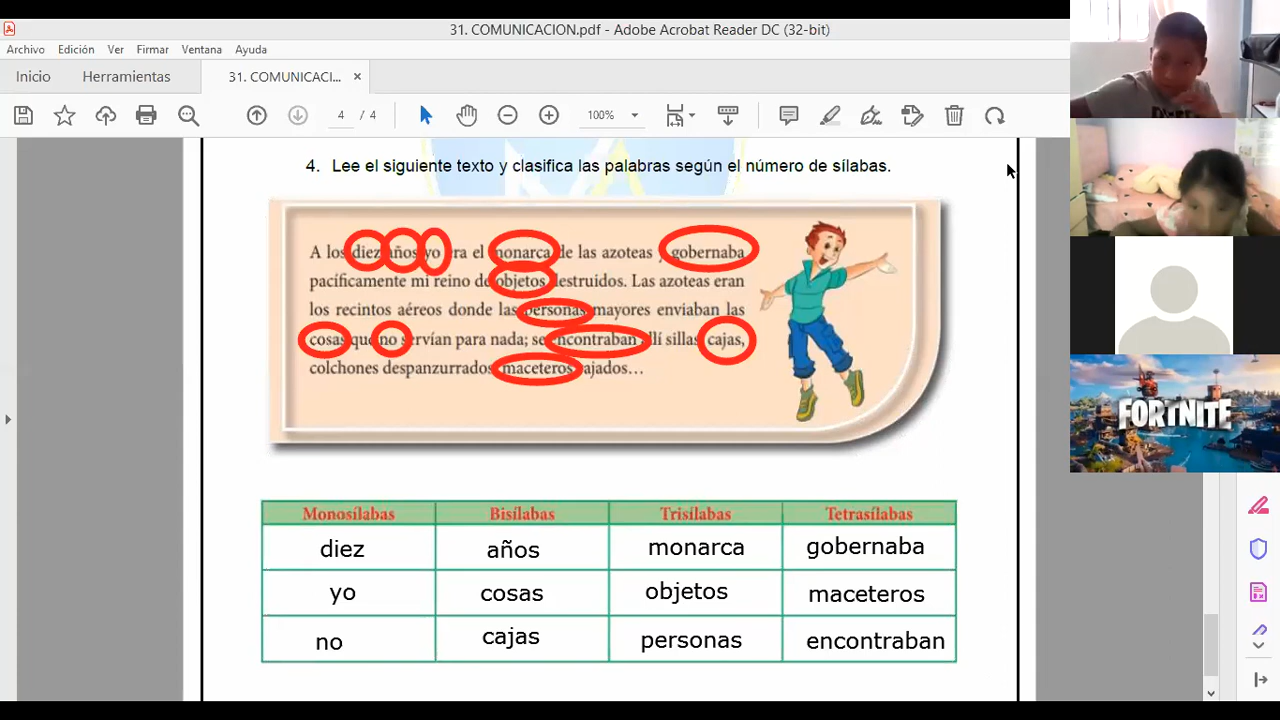 31. COMUNICACION.pdf - Adobe Acrobat Reader DC (32-bit)
Archivo Edición Ver Firmar Ventana Ayuda
Inicio Herramientas 31. COMUNICACI... ×
4 / 4 100%
4. Lee el siguiente texto y clasifica las palabras según el número de sílabas.
A los diez años yo era el monarca de las azoteas y gobernaba
pacíficamente mi reino de objetos destruidos. Las azoteas eran
los recintos aéreos donde las personas mayores enviaban las
cosas que no servían para nada; se encontraban allí sillas cajas,
colchones despanzurrados maceteros rajados...
Monosílabas Bisílabas Trisílabas Tetrasílabas
diez años monarca gobernaba
yo cosas objetos maceteros
no cajas personas encontraban
FORTNITE